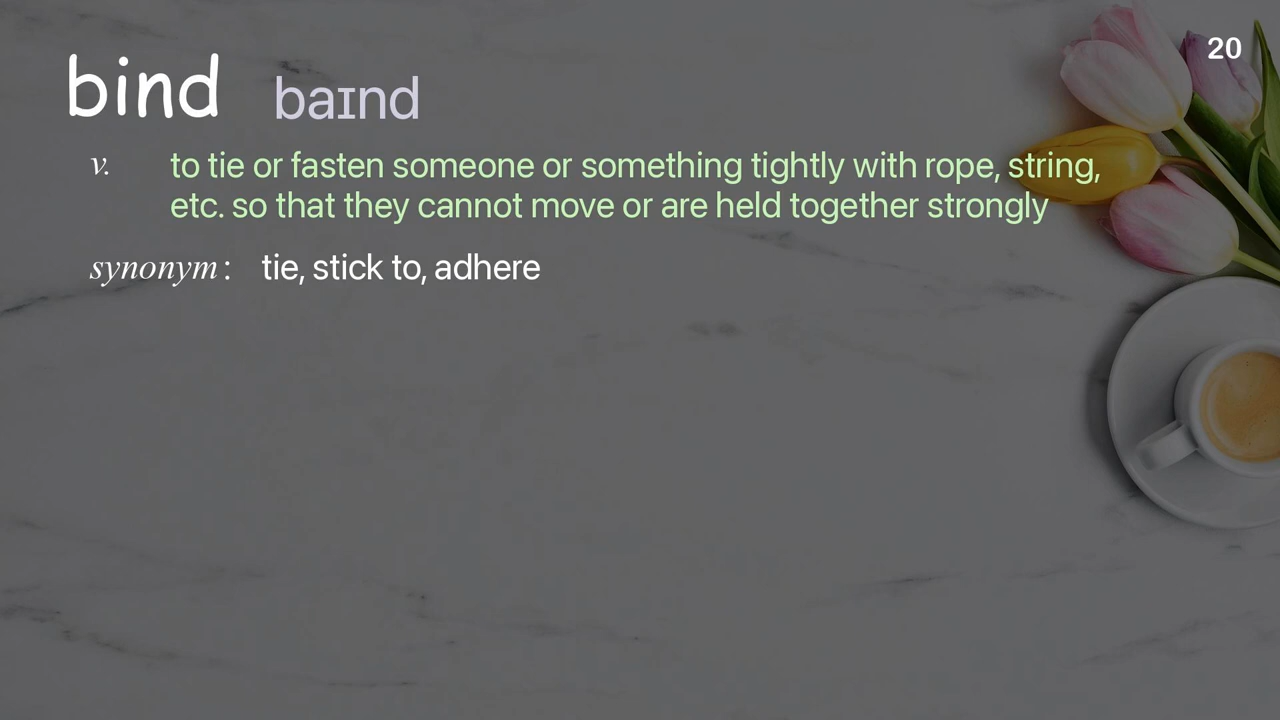 20
bind baɪnd
v. to tie or fasten someone or something tightly with rope, string,
etc. so that they cannot move or are held together strongly
synonym : tie, stick to, adhere